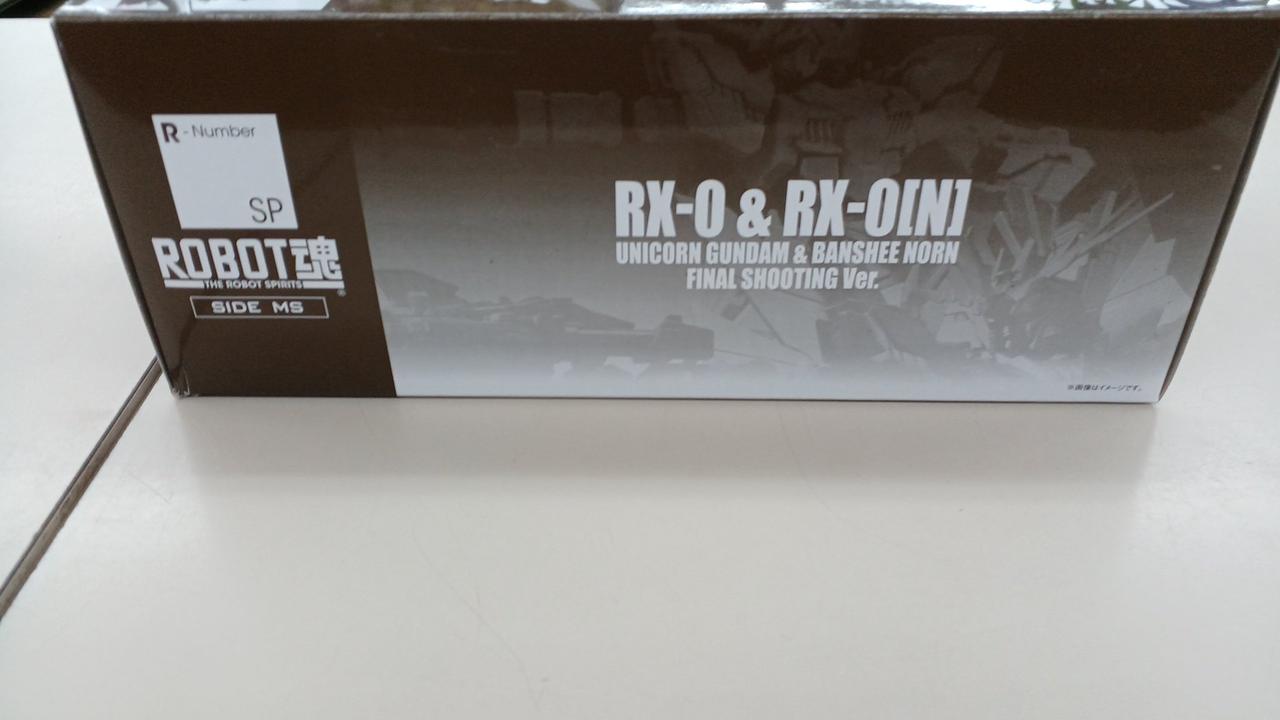 R-Number
SP
ROBOT魂
THE ROBOT SPIRITS
®
SIDE MS
RX-0 & RX-0[N]
UNICORN GUNDAM & BANSHEE NORN
FINAL SHOOTING Ver.
※画像はイメージです。